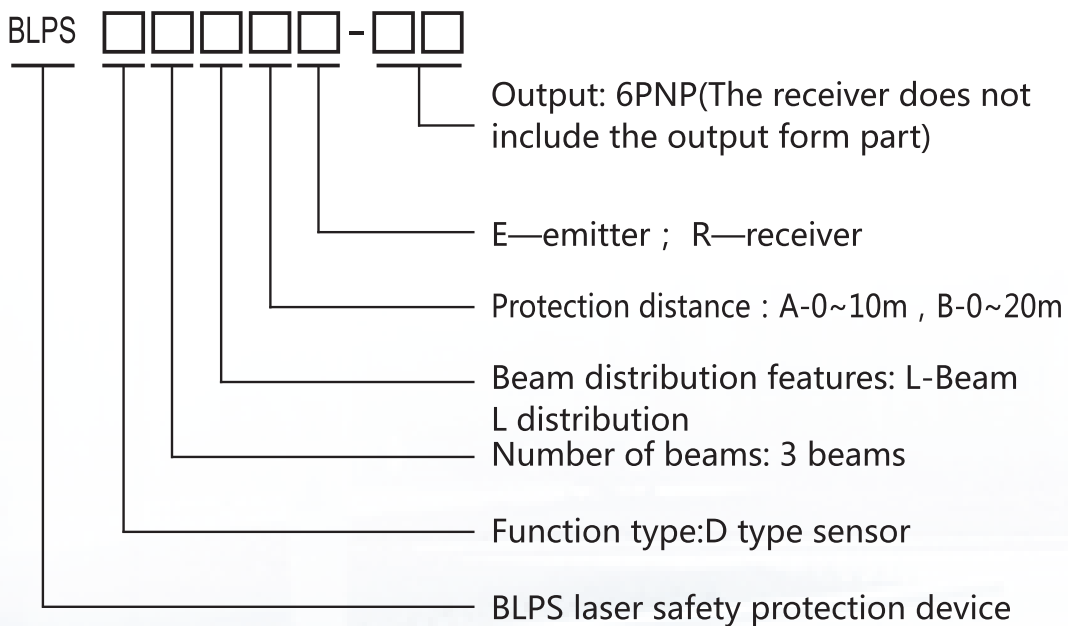 BLPS □□□□□-□□
Output: 6PNP(The receiver does not
include the output form part)
E—emitter； R—receiver
Protection distance：A-0~10m , B-0~20m
Beam distribution features: L-Beam
L distribution
Number of beams: 3 beams
Function type:D type sensor
BLPS laser safety protection device